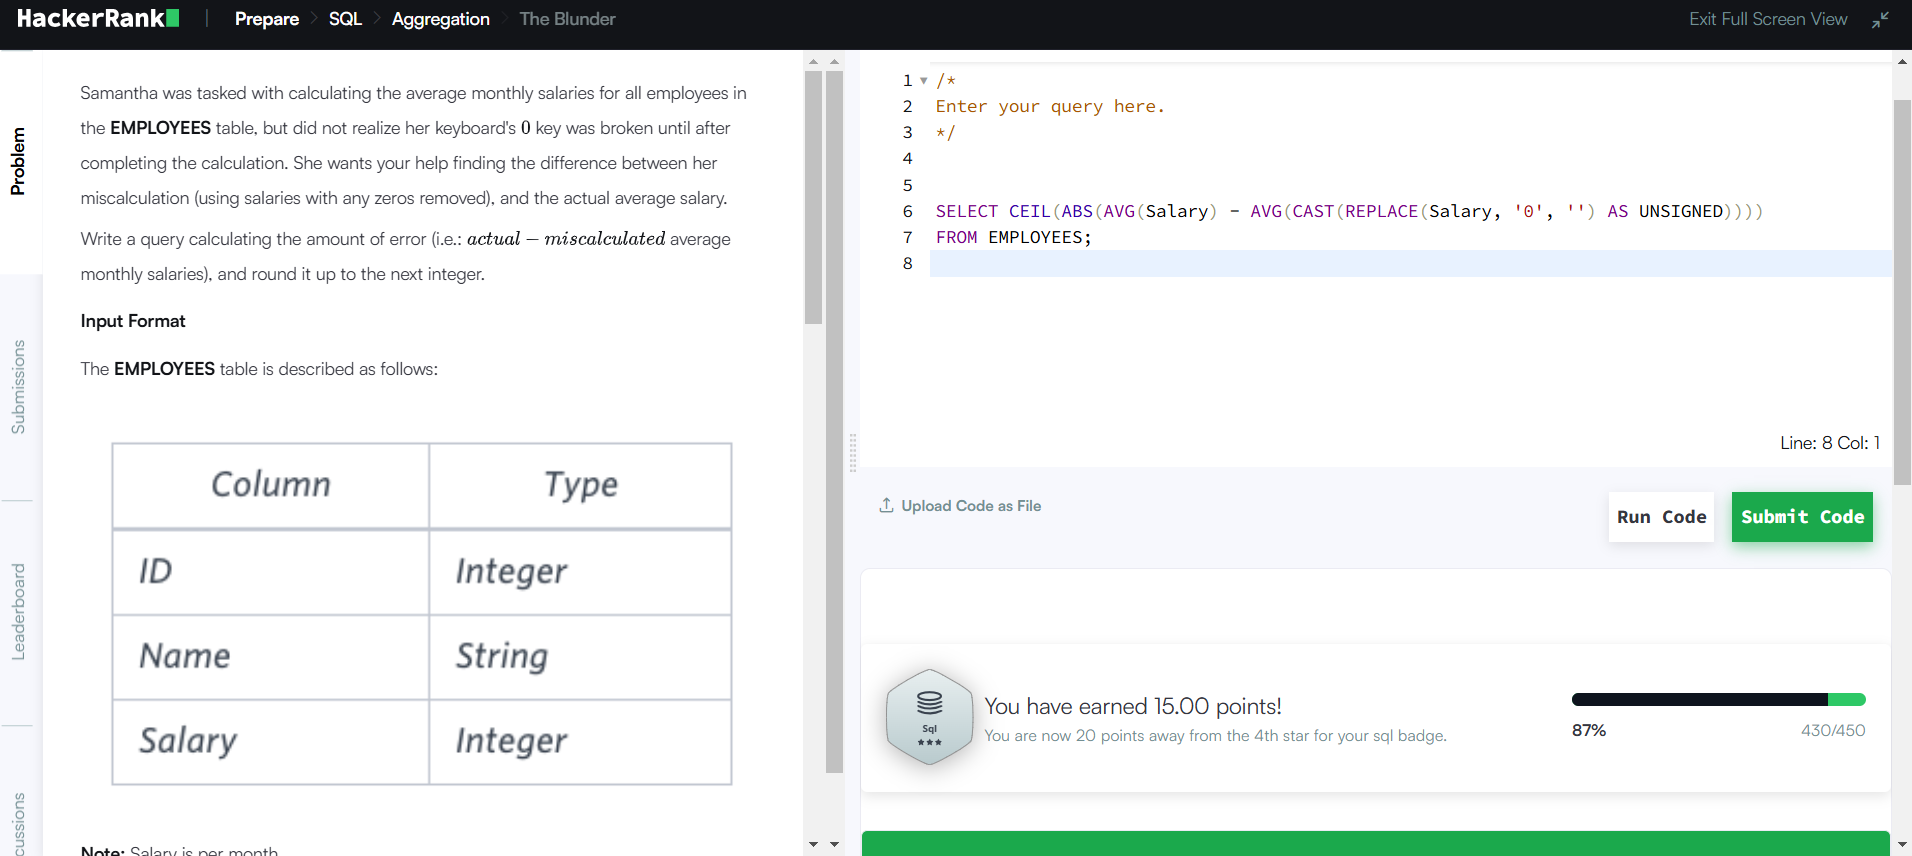 HackerRank
Prepare
SQL
Aggregation
The Blunder
Exit Full Screen View
Problem
Submissions
Leaderboard
cussions
Samantha was tasked with calculating the average monthly salaries for all employees in
the EMPLOYEES table, but did not realize her keyboard's 0 key was broken until after
completing the calculation. She wants your help finding the difference between her
miscalculation (using salaries with any zeros removed), and the actual average salary.
Write a query calculating the amount of error (i.e.: actual − miscalculated average
monthly salaries), and round it up to the next integer.
Input Format
The EMPLOYEES table is described as follows:
Column Type
ID Integer
Name String
Salary Integer
Note: Salary is per month
1 /*
2 Enter your query here.
3 */
4
5
6 SELECT CEIL(ABS(AVG(Salary) - AVG(CAST(REPLACE(Salary, '0', '') AS UNSIGNED))))
7 FROM EMPLOYEES;
8
Line: 8 Col: 1
Upload Code as File
Run Code
Submit Code
Sql
You have earned 15.00 points!
You are now 20 points away from the 4th star for your sql badge.
87%
430/450